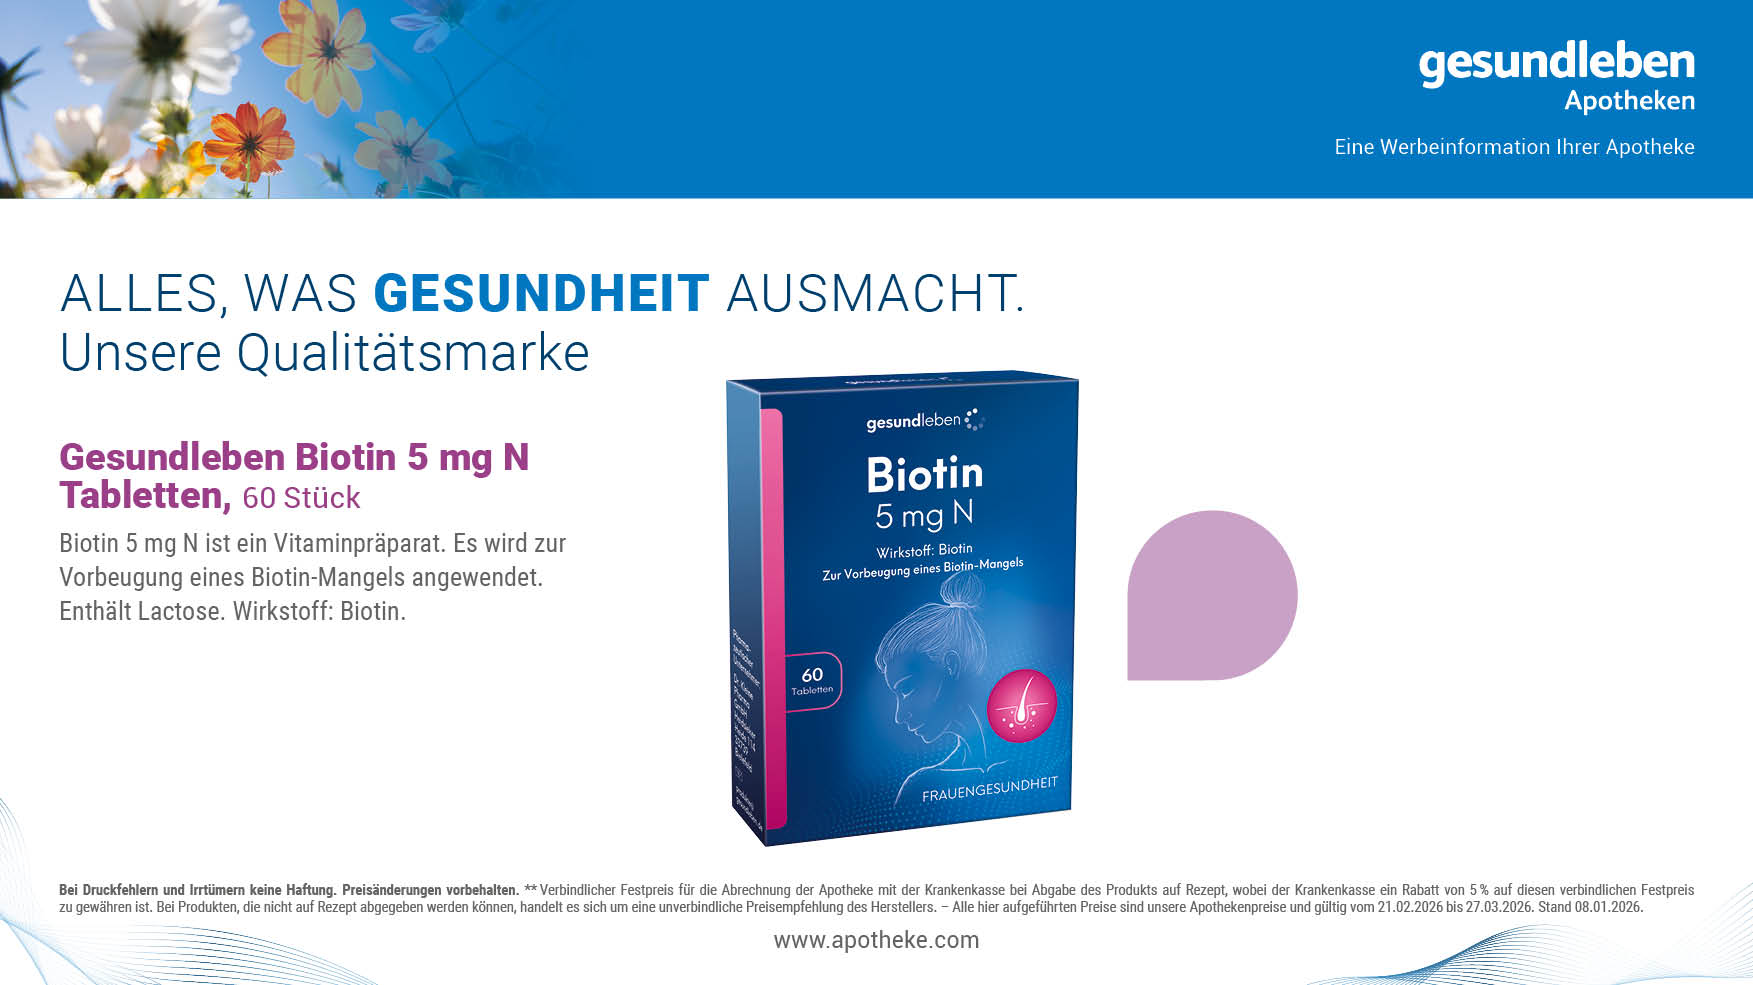 gesundleben
Apotheken
Eine Werbeinformation Ihrer Apotheke
ALLES, WAS GESUNDHEIT AUSMACHT.
Unsere Qualitätsmarke
Gesundleben Biotin 5 mg N
Tabletten, 60 Stück
Biotin 5 mg N ist ein Vitaminpräparat. Es wird zur
Vorbeugung eines Biotin-Mangels angewendet.
Enthält Lactose. Wirkstoff: Biotin.
gesundleben
Biotin
5 mg N
Wirkstoff: Biotin
Zur Vorbeugung eines Biotin-Mangels
60
Tabletten
FRAUENGESUNDHEIT
Pharma-
zeutischer
Unternehmer:
Bei Druckfehlern und Irrtümern keine Haftung. Preisänderungen vorbehalten. ** Verbindlicher Festpreis für die Abrechnung der Apotheke mit der Krankenkasse bei Abgabe des Produkts auf Rezept, wobei der Krankenkasse ein Rabatt von 5 % auf diesen verbindlichen Festpreis
zu gewähren ist. Bei Produkten, die nicht auf Rezept abgegeben werden können, handelt es sich um eine unverbindliche Preisempfehlung des Herstellers. – Alle hier aufgeführten Preise sind unsere Apothekenpreise und gültig vom 21.02.2026 bis 27.03.2026. Stand 08.01.2026.
www.apotheke.com